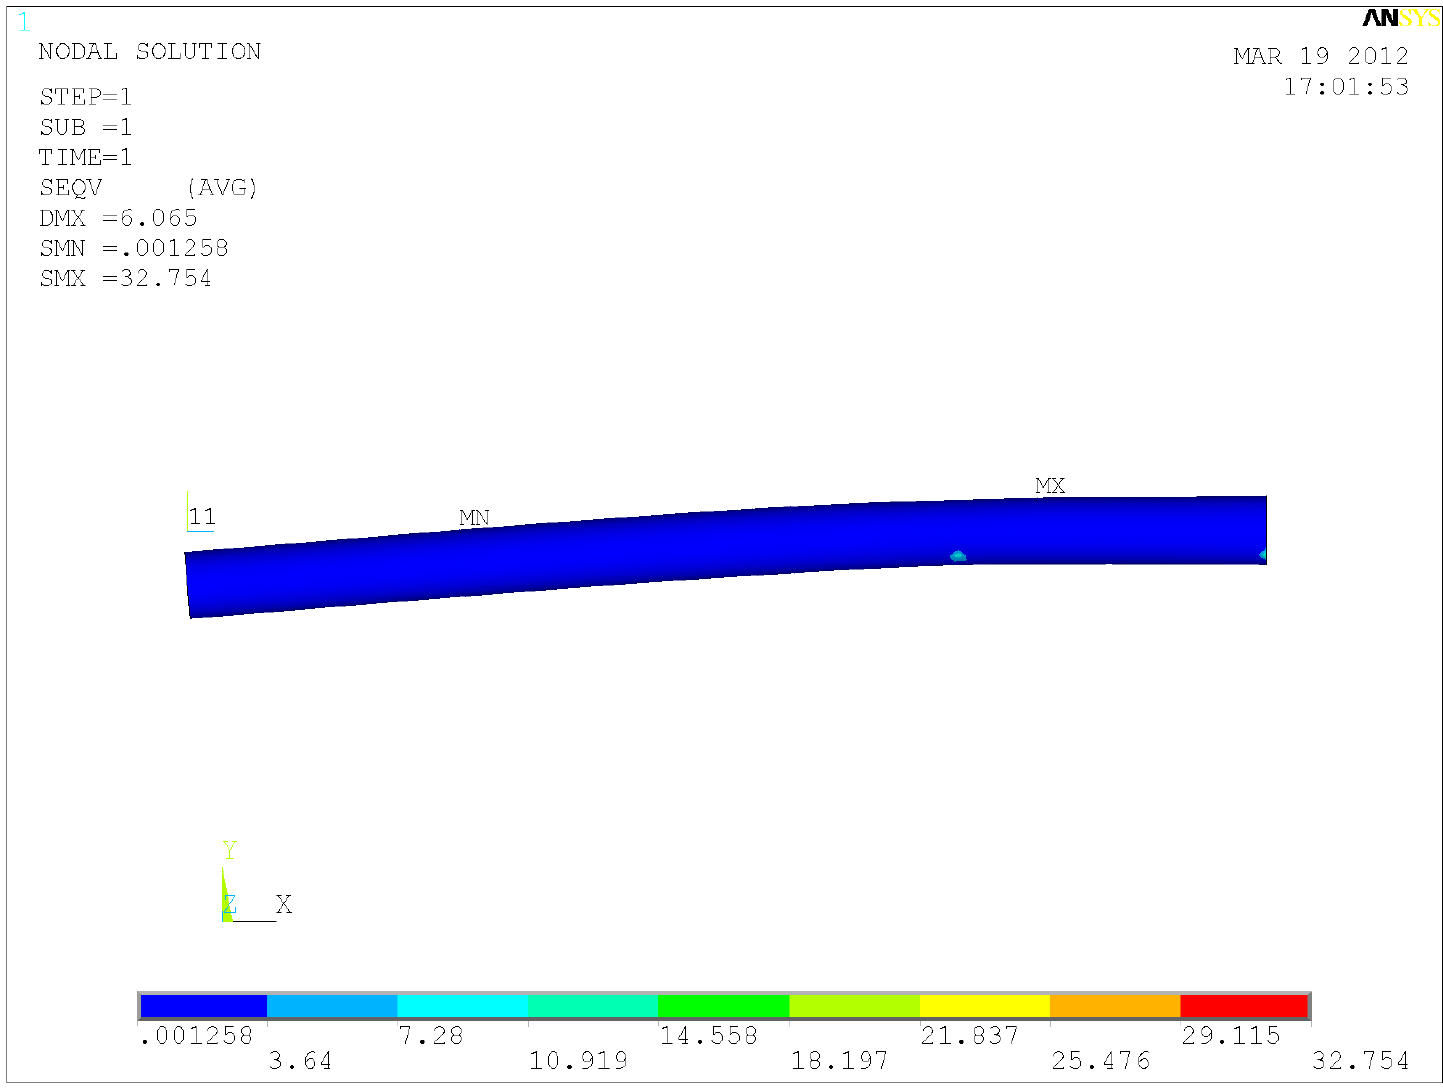 1
ANSYS
NODAL SOLUTION
MAR 19 2012
17:01:53
STEP=1
SUB =1
TIME=1
SEQV (AVG)
DMX =6.065
SMN =.001258
SMX =32.754
MX
11
MN
Y
Z X
.001258 7.28 14.558 21.837 29.115
3.64 10.919 18.197 25.476 32.754